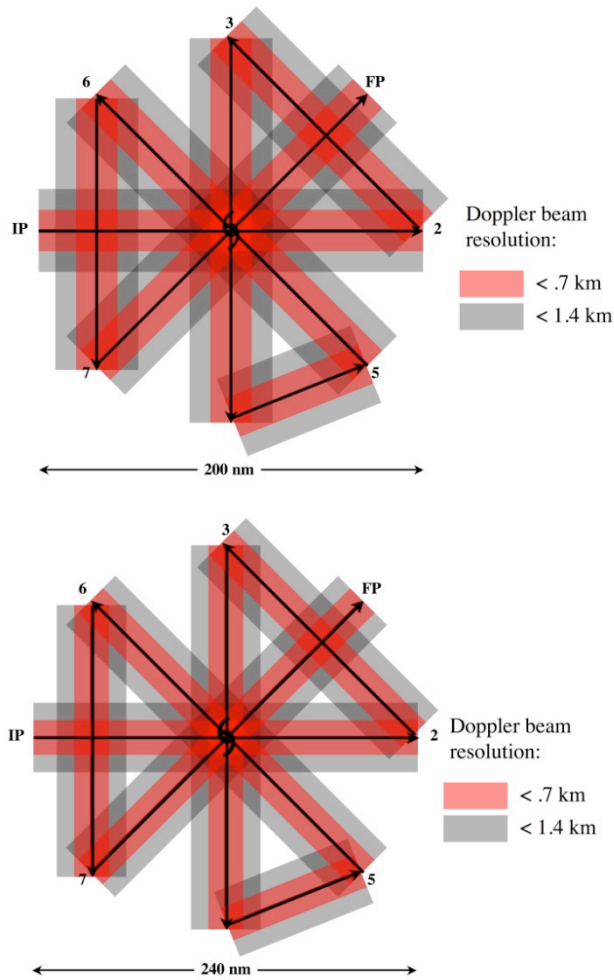 3
6
FP
IP
2
Doppler beam
resolution:
< .7 km
< 1.4 km
7
5
200 nm
3
6
FP
IP
2
Doppler beam
resolution:
< .7 km
< 1.4 km
7
5
240 nm